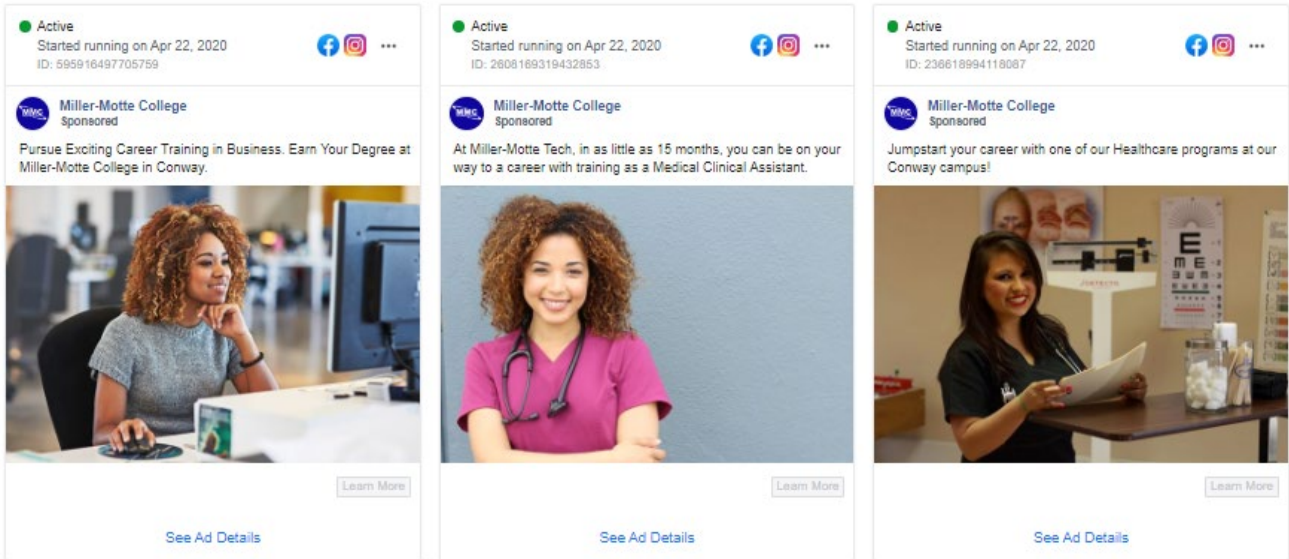 Active
Started running on Apr 22, 2020
ID: 595916497705759
MMC
Miller-Motte College
Sponsored
Pursue Exciting Career Training in Business. Earn Your Degree at
Miller-Motte College in Conway.
Learn More
See Ad Details
Active
Started running on Apr 22, 2020
ID: 2608169319432853
MMC
Miller-Motte College
Sponsored
At Miller-Motte Tech, in as little as 15 months, you can be on your
way to a career with training as a Medical Clinical Assistant.
Learn More
See Ad Details
Active
Started running on Apr 22, 2020
ID: 236618994118087
MMC
Miller-Motte College
Sponsored
Jumpstart your career with one of our Healthcare programs at our
Conway campus!
E
Learn More
See Ad Details